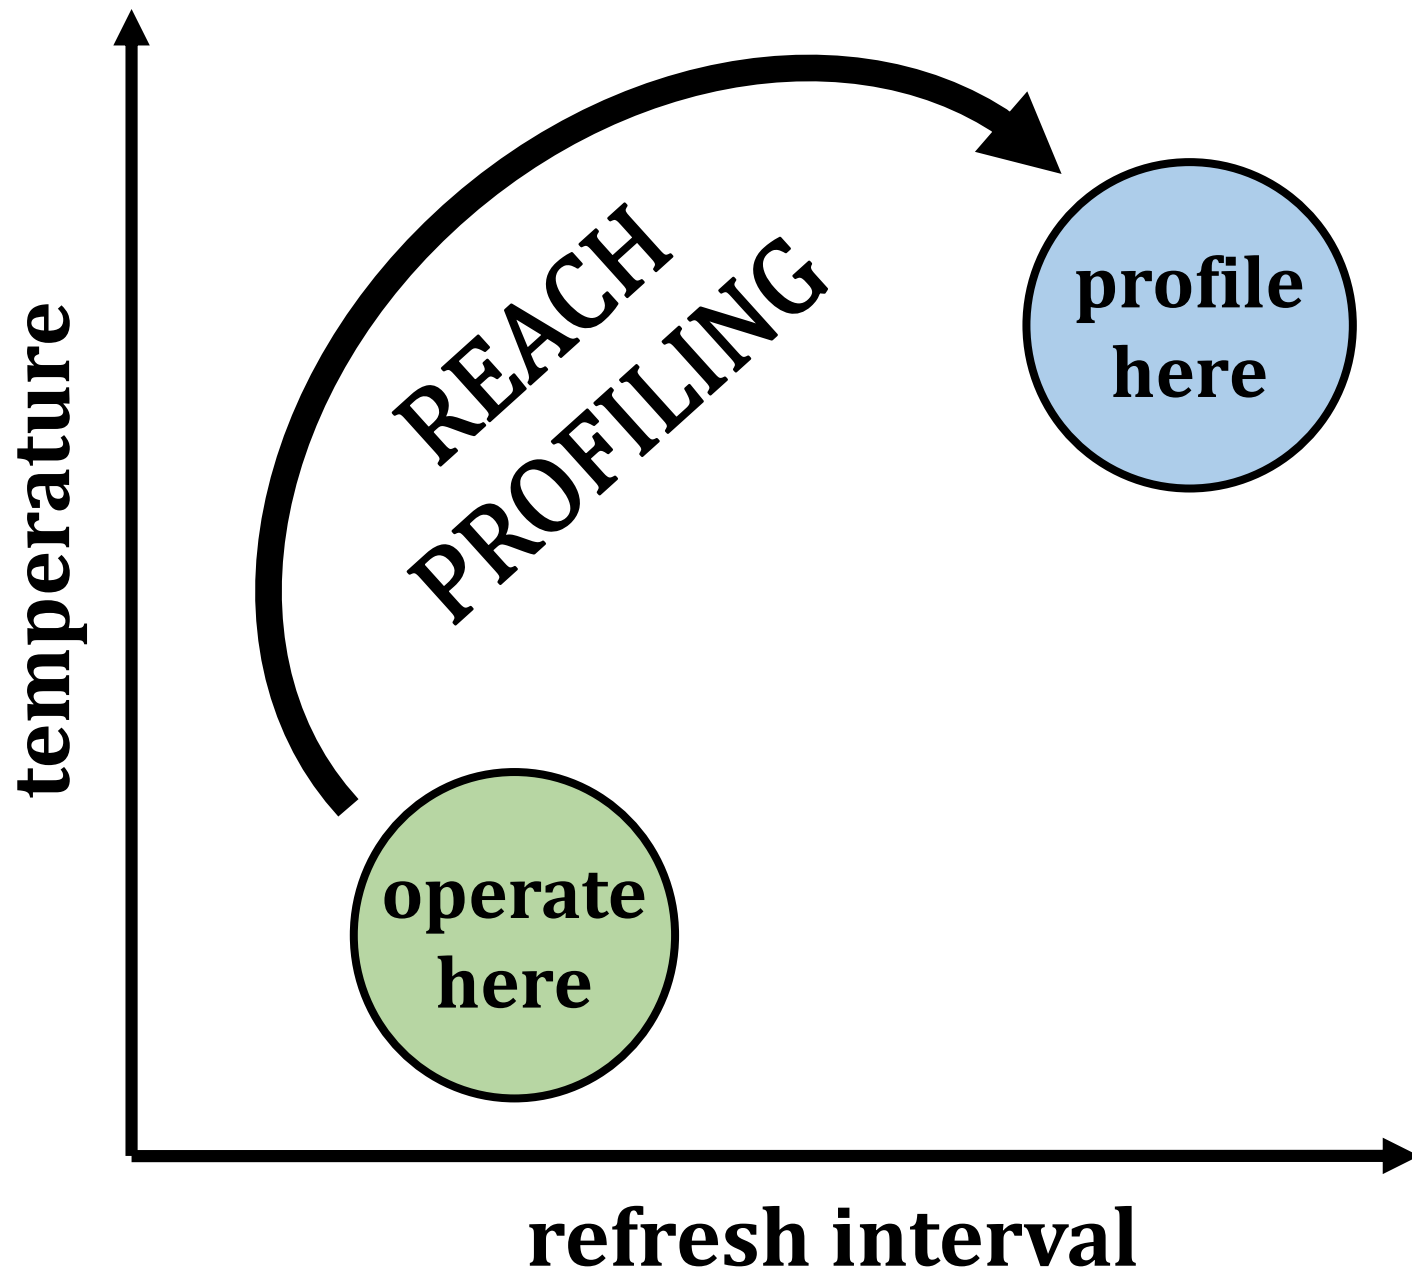 temperature
REACH
PROFILING
profile
here
operate
here
refresh interval